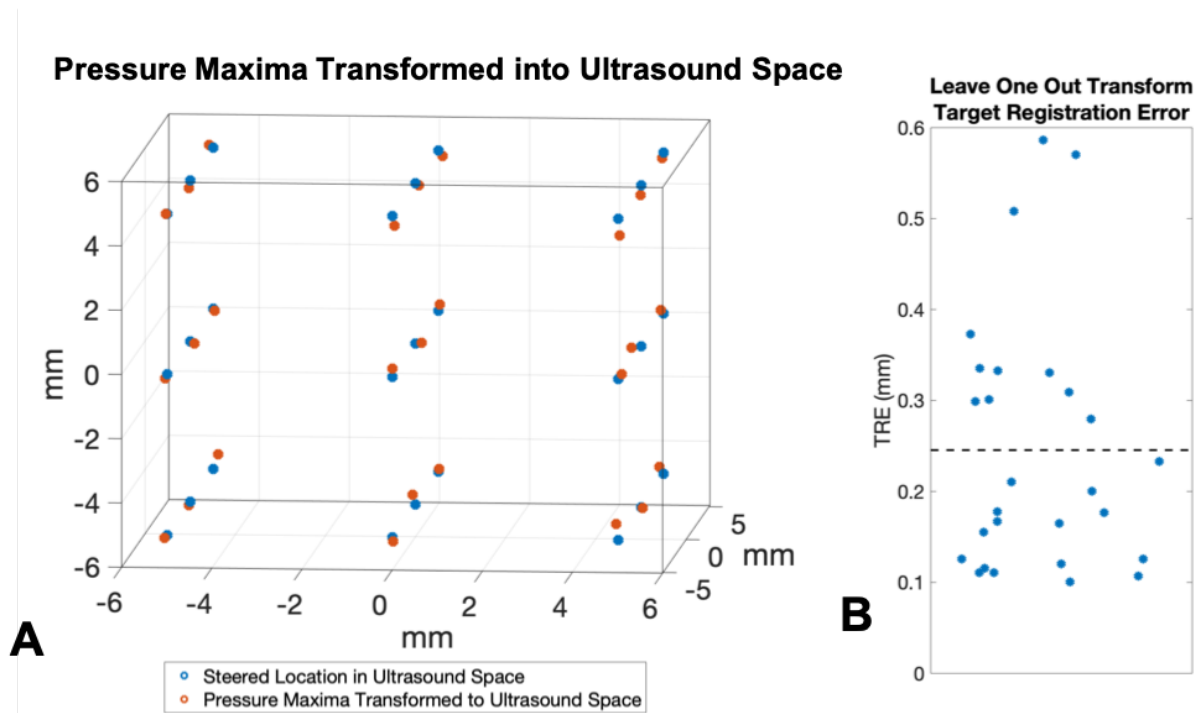 Pressure Maxima Transformed into Ultrasound Space
6
4
2
0
-2
-4
-6
mm
-6
-4
-2
0
2
4
6
mm
5
0
-5
mm
A
Steered Location in Ultrasound Space
Pressure Maxima Transformed to Ultrasound Space
Leave One Out Transform
Target Registration Error
0.6
0.5
0.4
0.3
0.2
0.1
0
TRE (mm)
B